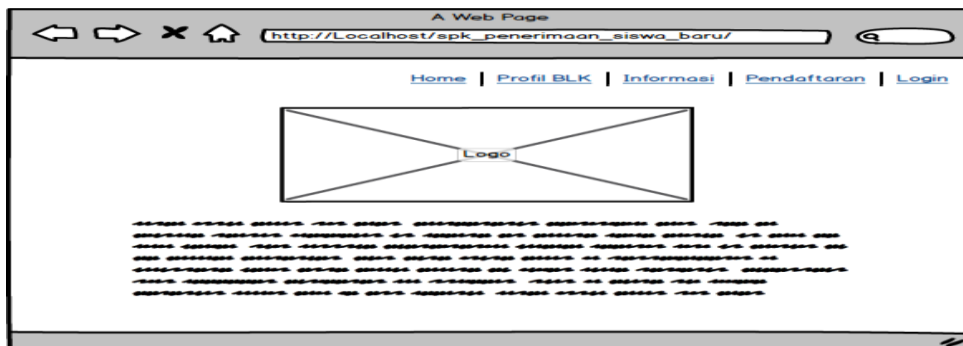 A Web Page
http://Localhost/spk_penerimaan_siswa_baru/
Home | Profil BLK | Informasi | Pendaftaran | Login
Logo